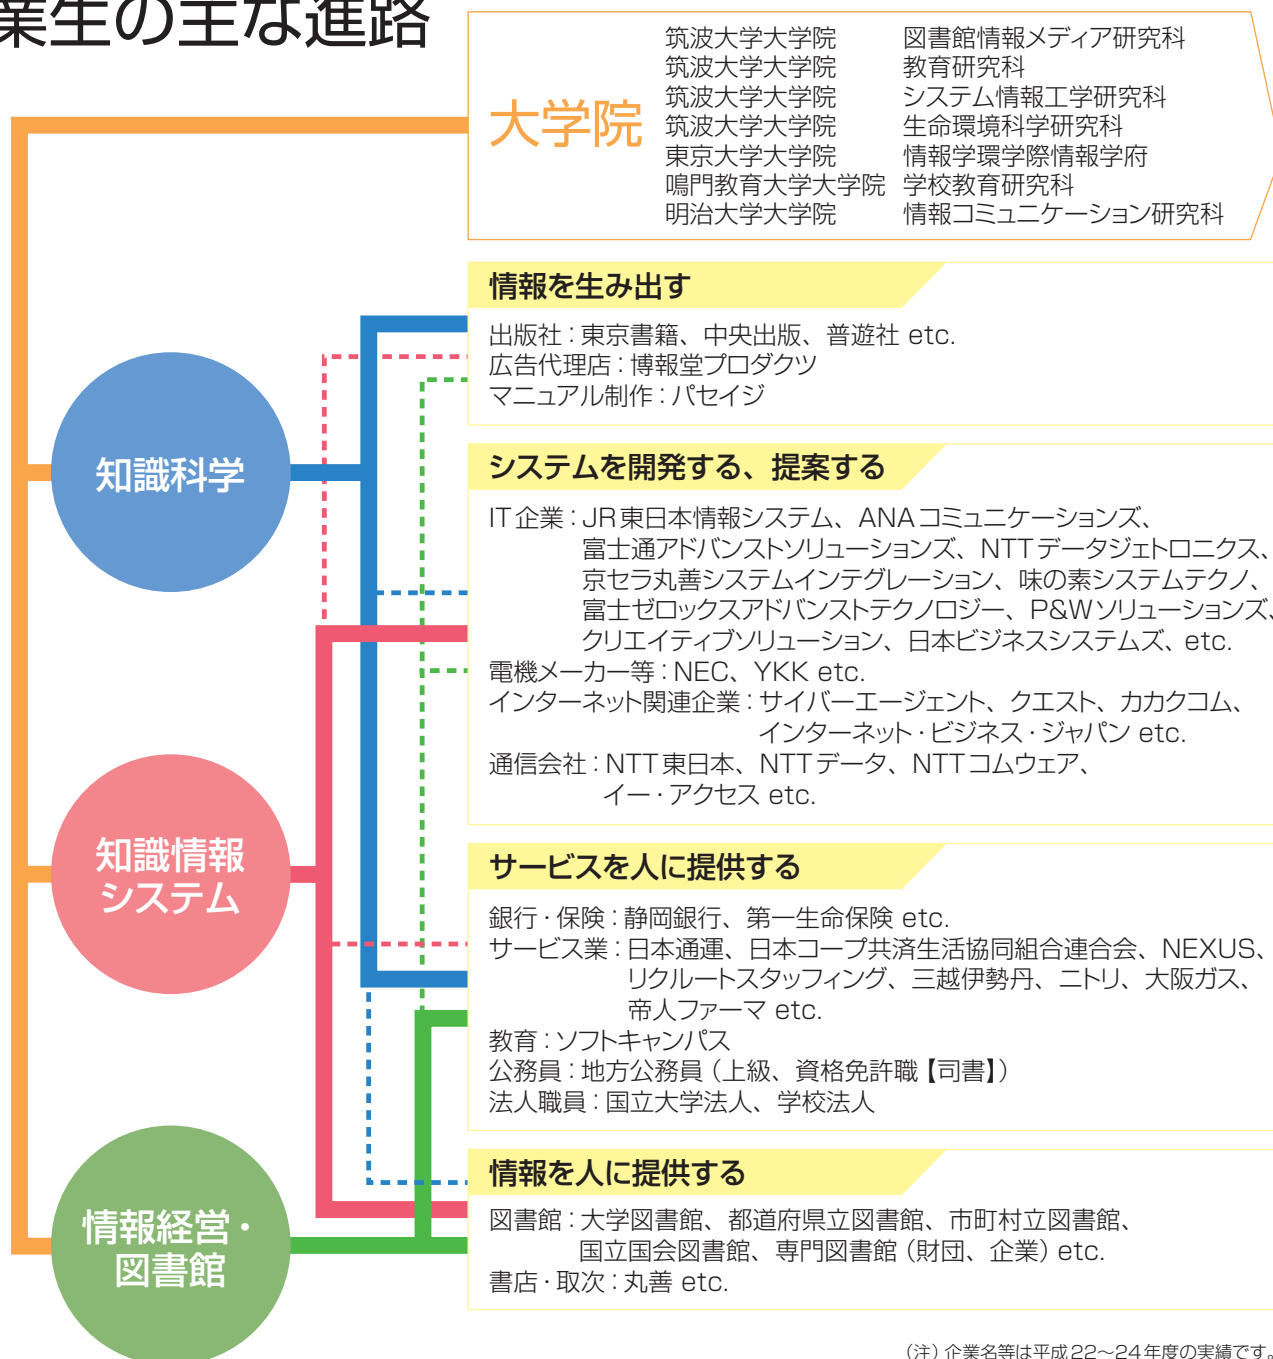 業生の主な進路
大学院
筑波大学大学院 図書館情報メディア研究科
筑波大学大学院 教育研究科
筑波大学大学院 システム情報工学研究科
筑波大学大学院 生命環境科学研究科
東京大学大学院 情報学環学際情報学府
鳴門教育大学大学院 学校教育研究科
明治大学大学院 情報コミュニケーション研究科
知識科学
知識情報
システム
情報経営・
図書館
情報を生み出す
出版社：東京書籍、中央出版、普遊社 etc.
広告代理店：博報堂プロダクツ
マニュアル制作：パセイジ
システムを開発する、提案する
IT企業：JR東日本情報システム、ANAコミュニケーションズ、
富士通アドバンストソリューションズ、NTTデータジェトロニクス、
京セラ丸善システムインテグレーション、味の素システムテクノ、
富士ゼロックスアドバンストテクノロジー、P&Wソリューションズ、
クリエイティブソリューション、日本ビジネスシステムズ、etc.
電機メーカー等：NEC、YKK etc.
インターネット関連企業：サイバーエージェント、クエスト、カカクコム、
インターネット・ビジネス・ジャパン etc.
通信会社：NTT東日本、NTTデータ、NTTコムウェア、
イー・アクセス etc.
サービスを人に提供する
銀行・保険：静岡銀行、第一生命保険 etc.
サービス業：日本通運、日本コープ共済生活協同組合連合会、NEXUS、
リクルートスタッフィング、三越伊勢丹、ニトリ、大阪ガス、
帝人ファーマ etc.
教育：ソフトキャンパス
公務員：地方公務員（上級、資格免許職【司書】）
法人職員：国立大学法人、学校法人
情報を人に提供する
図書館：大学図書館、都道府県立図書館、市町村立図書館、
国立国会図書館、専門図書館（財団、企業）etc.
書店・取次：丸善 etc.
（注）企業名等は平成22〜24年度の実績です。